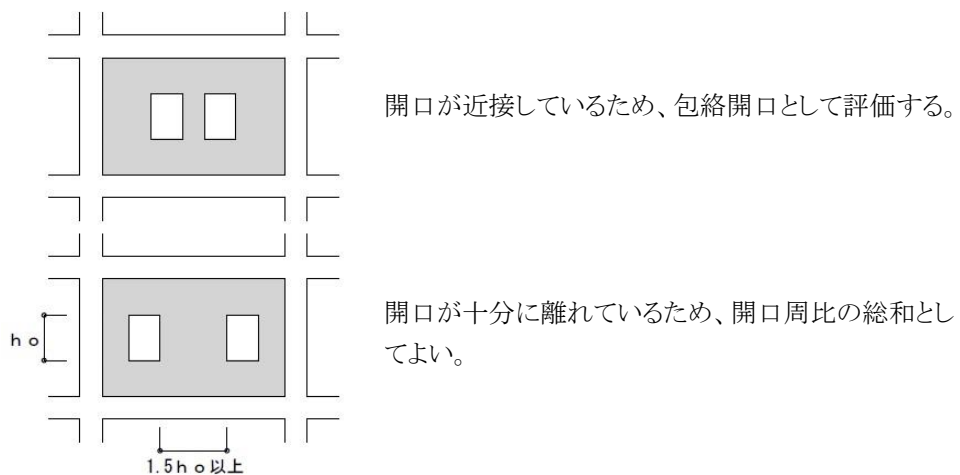 開口が近接しているため、包絡開口として評価する。
開口が十分に離れているため、開口周比の総和とし
てよい。
ho
1.5ho以上